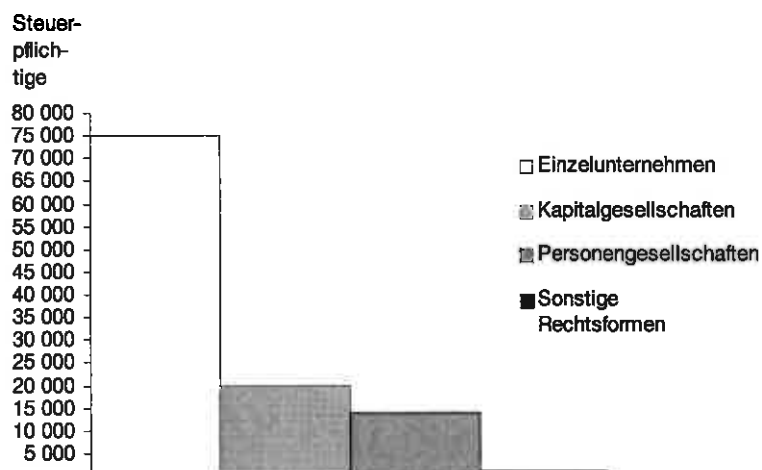 Steuer-
pflich-
tige
80 000
75 000
70 000
65 000
60 000
55 000
50 000
45 000
40 000
35 000
30 000
25 000
20 000
15 000
10 000
5 000
Einzelunternehmen
Kapitalgesellschaften
Personengesellschaften
Sonstige
Rechtsformen